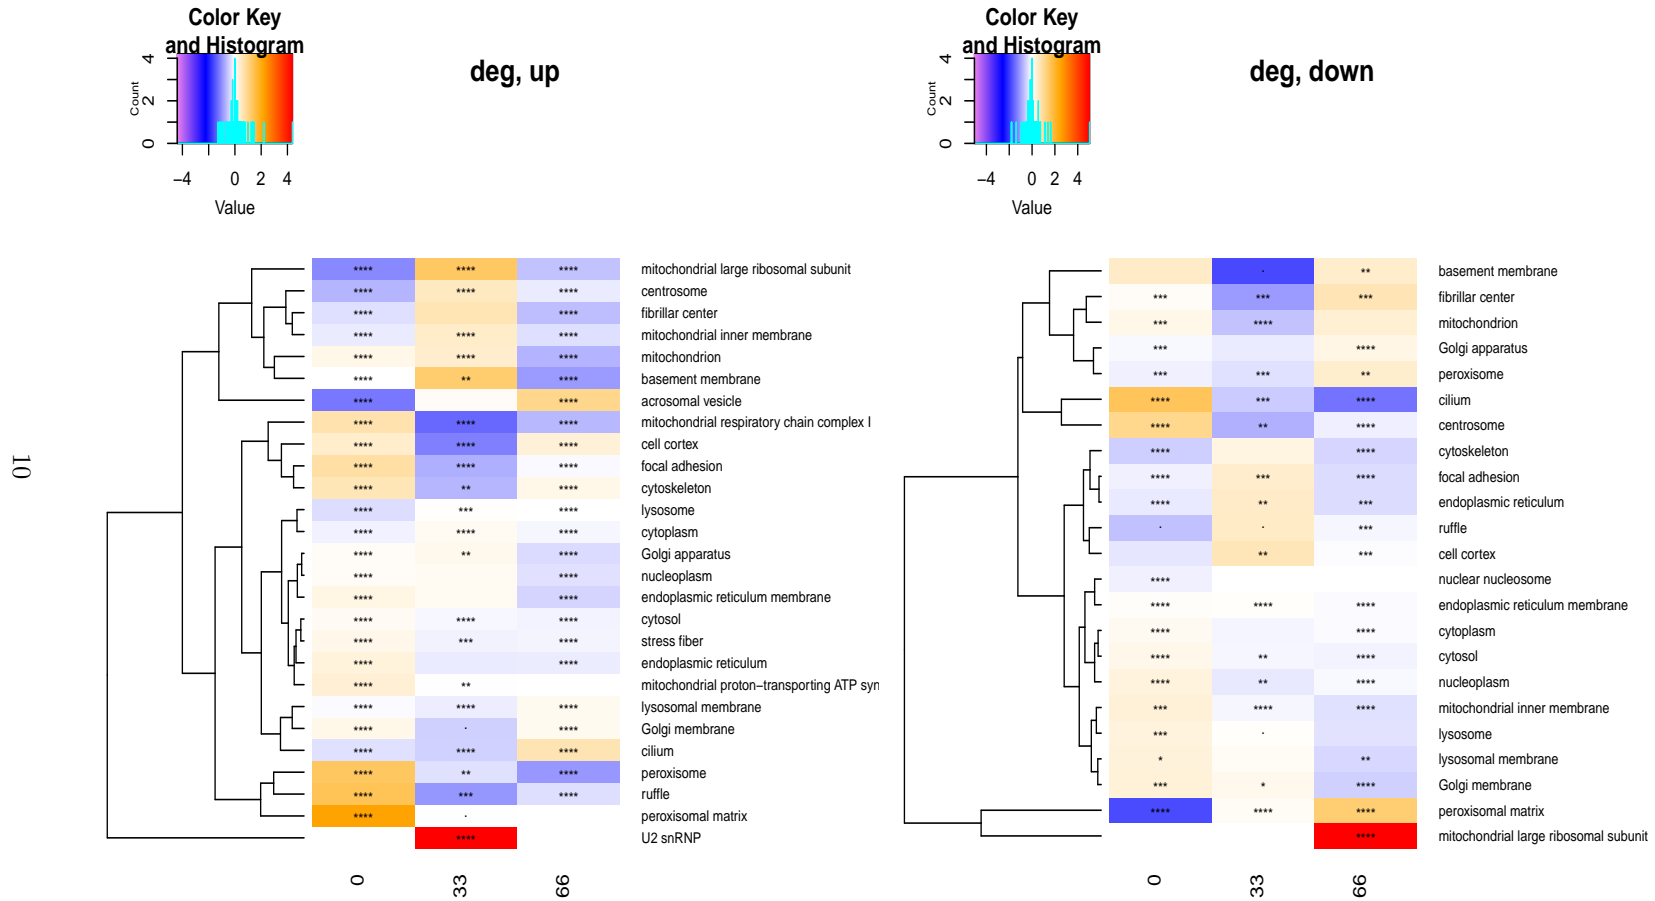 Color Key
and Histogram
Count
0 2 4
−4 0 2 4
Value
deg, up
**** **** **** mitochondrial large ribosomal subunit
**** **** **** centrosome
**** **** fibrillar center
**** **** **** mitochondrial inner membrane
**** **** **** mitochondrion
**** ** **** basement membrane
**** **** acrosomal vesicle
**** **** **** mitochondrial respiratory chain complex I
**** **** **** cell cortex
**** **** **** focal adhesion
**** ** **** cytoskeleton
**** *** **** lysosome
**** **** **** cytoplasm
**** ** **** Golgi apparatus
**** **** nucleoplasm
**** **** endoplasmic reticulum membrane
**** **** **** cytosol
**** *** **** stress fiber
**** **** endoplasmic reticulum
**** ** mitochondrial proton−transporting ATP syn
**** **** **** lysosomal membrane
**** . **** Golgi membrane
**** **** **** cilium
**** ** **** peroxisome
**** *** **** ruffle
**** . peroxisomal matrix
**** U2 snRNP
0 33 66
Color Key
and Histogram
Count
0 2 4
−4 0 2 4
Value
deg, down
. ** basement membrane
*** *** *** fibrillar center
*** **** mitochondrion
*** **** Golgi apparatus
*** *** ** peroxisome
**** *** **** cilium
**** ** **** centrosome
**** **** cytoskeleton
**** *** **** focal adhesion
**** ** *** endoplasmic reticulum
. . *** ruffle
** *** cell cortex
**** nuclear nucleosome
**** **** **** endoplasmic reticulum membrane
**** **** cytoplasm
**** ** **** cytosol
**** ** **** nucleoplasm
*** **** **** mitochondrial inner membrane
*** . lysosome
* ** lysosomal membrane
*** * **** Golgi membrane
**** **** **** peroxisomal matrix
**** mitochondrial large ribosomal subunit
0 33 66
10